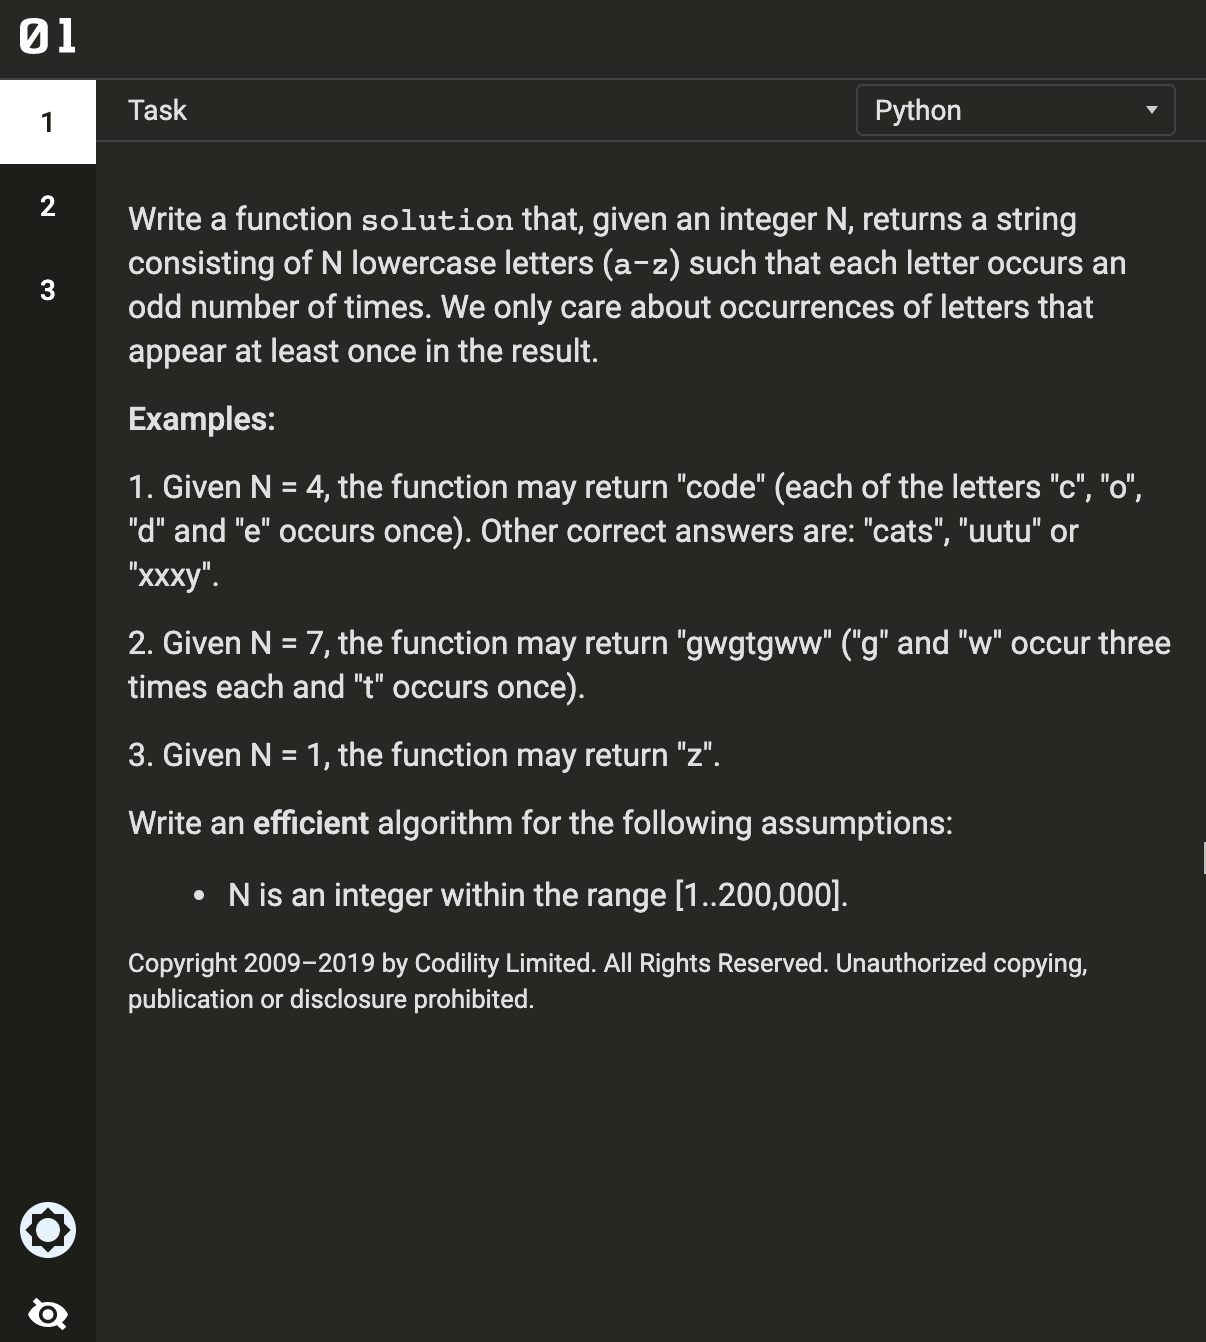 01
1
Task
Python
2
3
Write a function solution that, given an integer N, returns a string
consisting of N lowercase letters (a-z) such that each letter occurs an
odd number of times. We only care about occurrences of letters that
appear at least once in the result.
Examples:
1. Given N = 4, the function may return "code" (each of the letters "c", "o",
"d" and "e" occurs once). Other correct answers are: "cats", "uutu" or
"xxxy".
2. Given N = 7, the function may return "gwgtgww" ("g" and "w" occur three
times each and "t" occurs once).
3. Given N = 1, the function may return "z".
Write an efficient algorithm for the following assumptions:
• N is an integer within the range [1..200,000].
Copyright 2009–2019 by Codility Limited. All Rights Reserved. Unauthorized copying,
publication or disclosure prohibited.